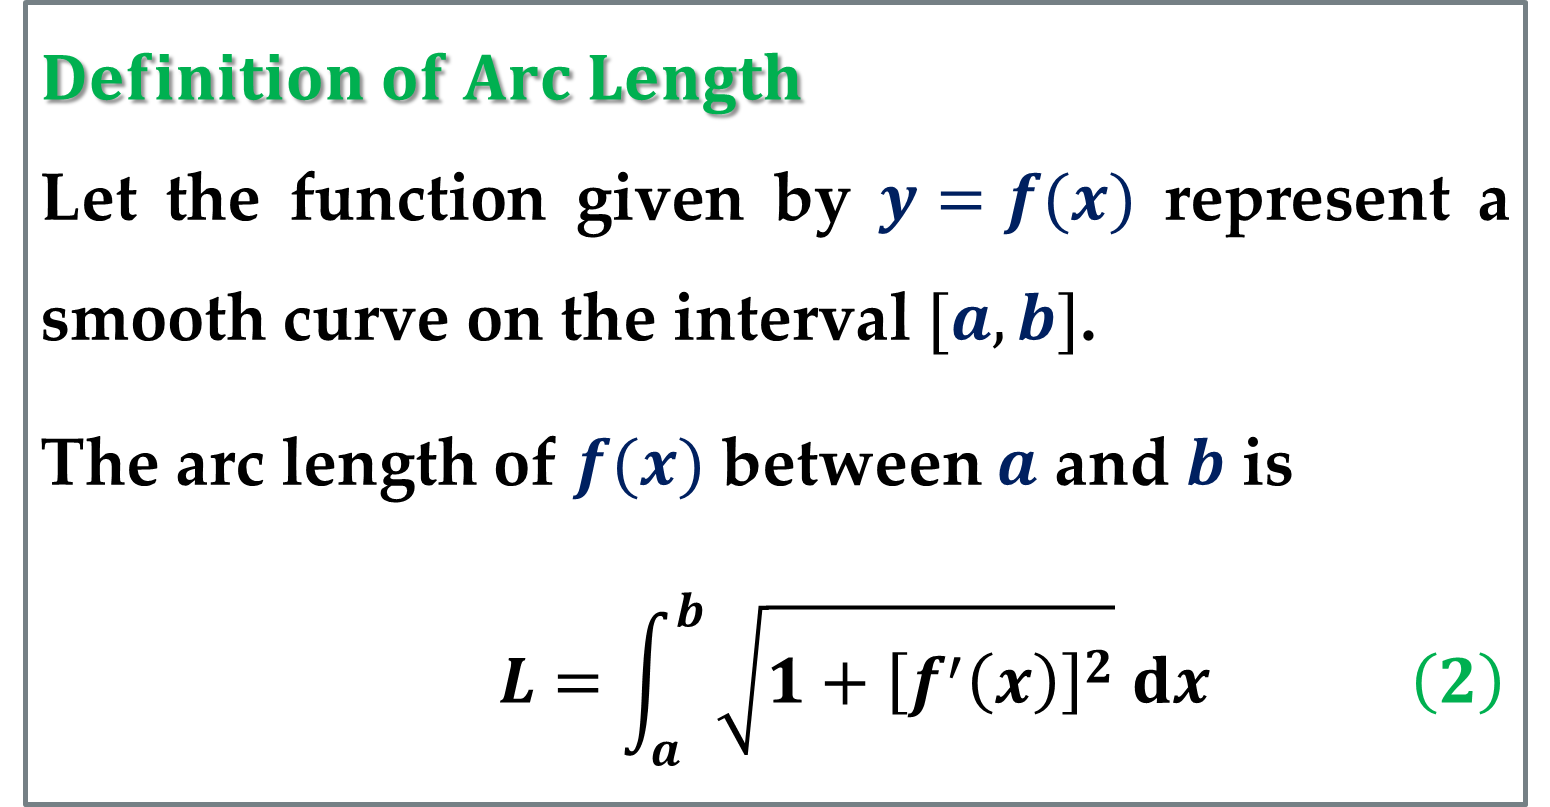 Definition of Arc Length
Let the function given by y = f(x) represent a
smooth curve on the interval [a, b].
The arc length of f(x) between a and b is
L = ∫_a^b √(1 + [f′(x)]²) dx (2)